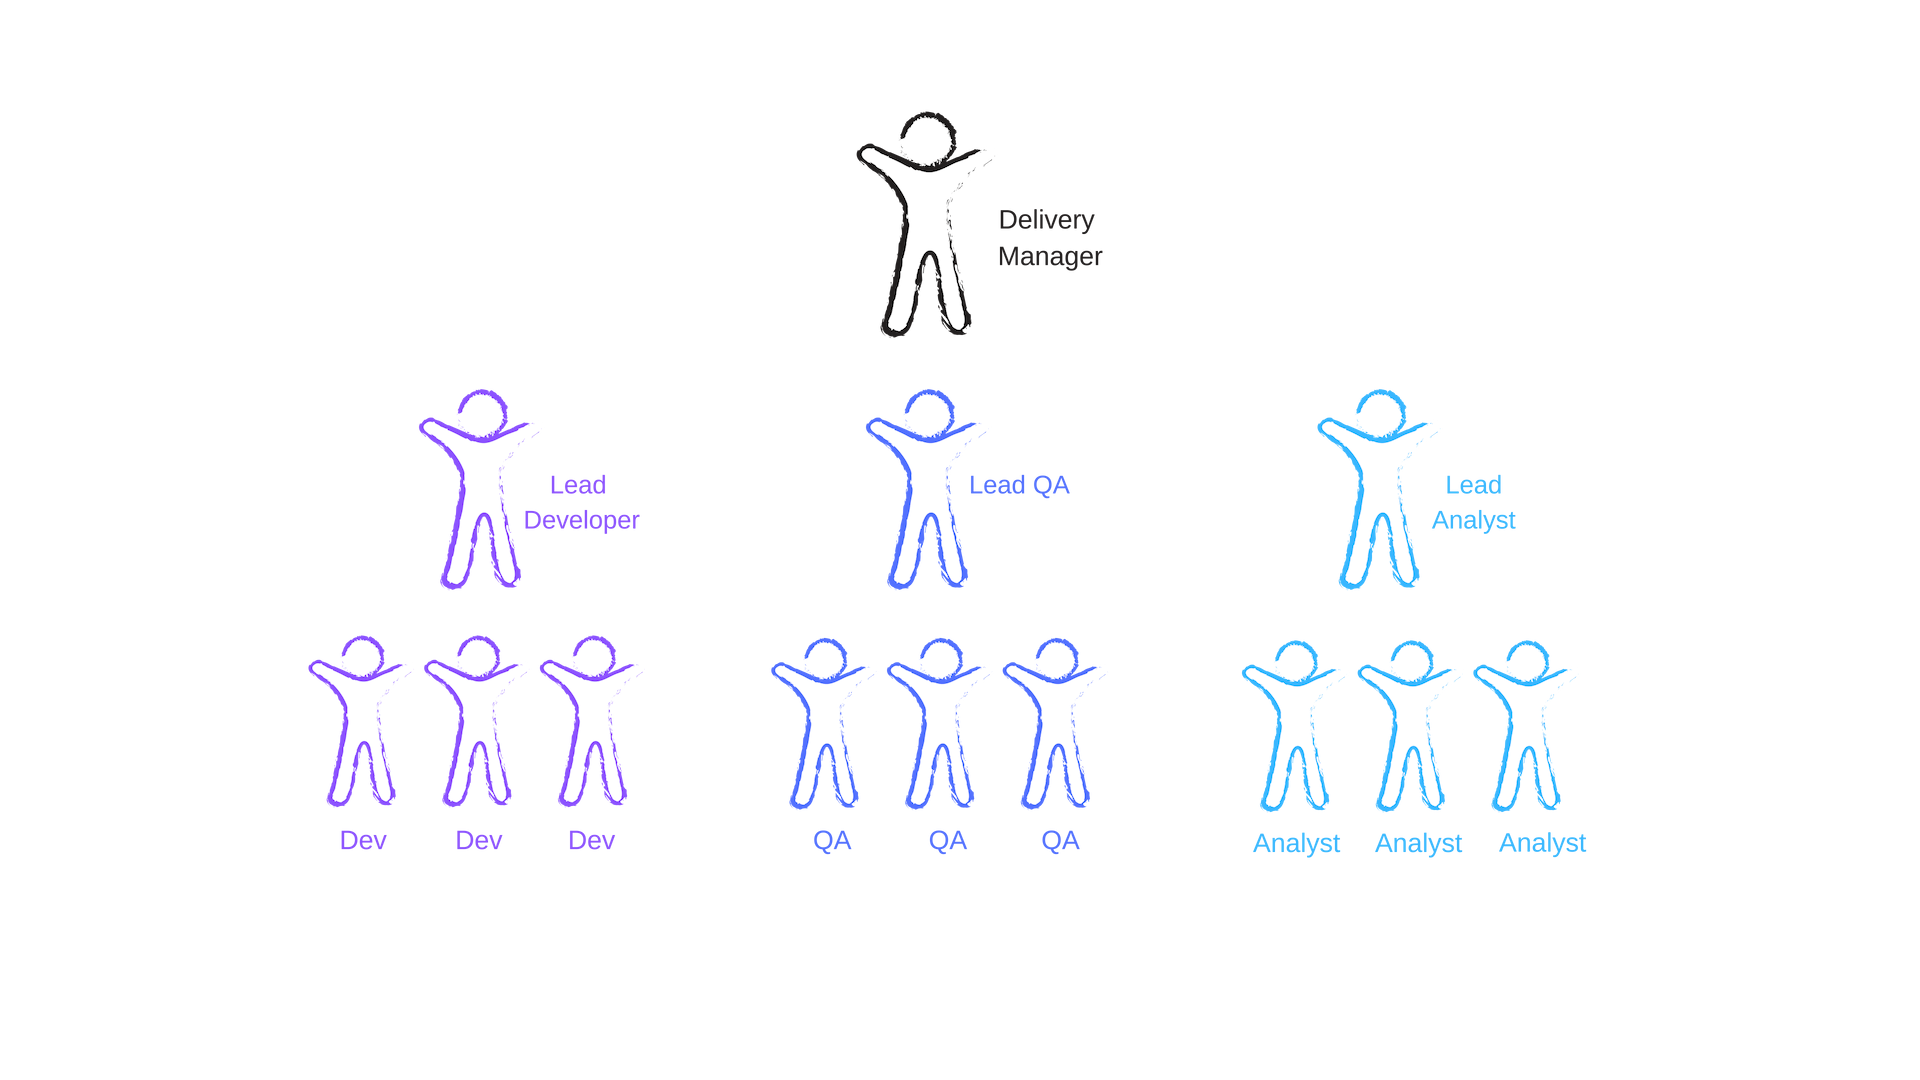 Delivery
Manager
Lead
Developer
Lead QA
Lead
Analyst
Dev
Dev
Dev
QA
QA
QA
Analyst
Analyst
Analyst